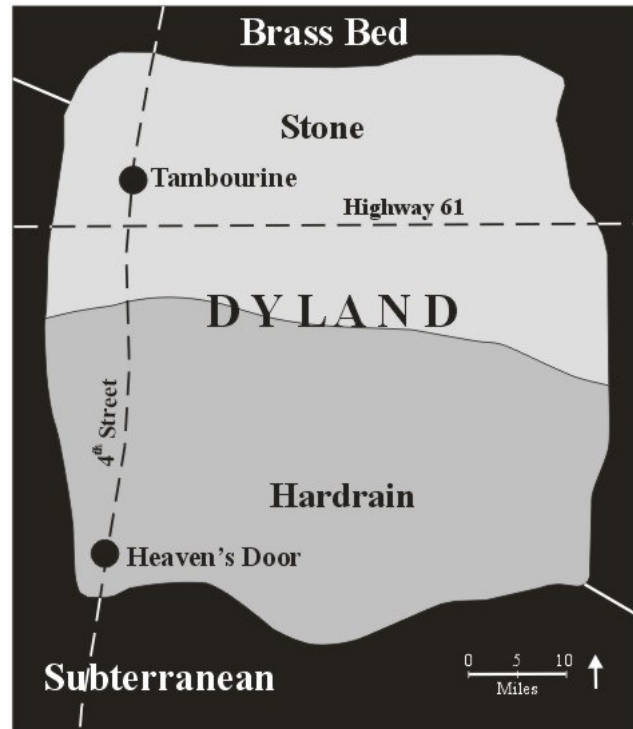 Brass Bed
Stone
Tambourine
Highway 61
DYLAND
4th Street
Hardrain
Heaven's Door
Subterranean
0 5 10
Miles